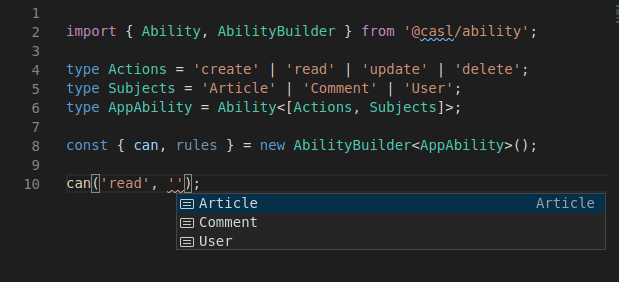 1
2 import { Ability, AbilityBuilder } from '@casl/ability';
3
4 type Actions = 'create' | 'read' | 'update' | 'delete';
5 type Subjects = 'Article' | 'Comment' | 'User';
6 type AppAbility = Ability<[Actions, Subjects]>;
7
8 const { can, rules } = new AbilityBuilder<AppAbility>();
9
10 can('read', '');
Article Article
Comment
User